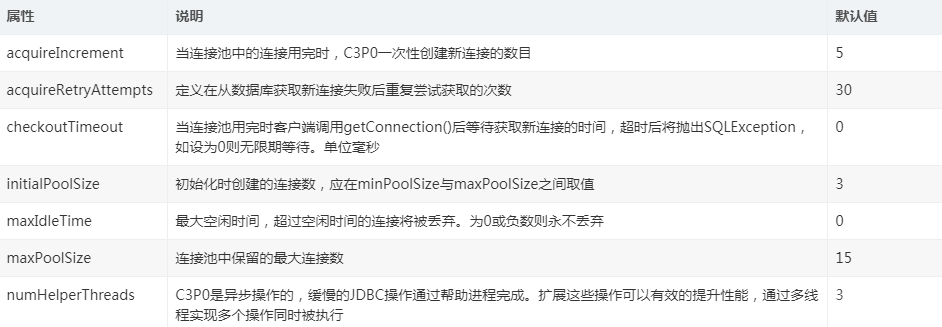 属性 说明 默认值
acquireIncrement 当连接池中的连接用完时，C3P0一次性创建新连接的数目 5
acquireRetryAttempts 定义在从数据库获取新连接失败后重复尝试获取的次数 30
checkoutTimeout 当连接池用完时客户端调用getConnection()后等待获取新连接的时间，超时后将抛出SQLException， 0
如设为0则无限期等待。单位毫秒
initialPoolSize 初始化时创建的连接数，应在minPoolSize与maxPoolSize之间取值 3
maxIdleTime 最大空闲时间，超过空闲时间的连接将被丢弃。为0或负数则永不丢弃 0
maxPoolSize 连接池中保留的最大连接数 15
numHelperThreads C3P0是异步操作的，缓慢的JDBC操作通过帮助进程完成。扩展这些操作可以有效的提升性能，通过多线 3
程实现多个操作同时被执行